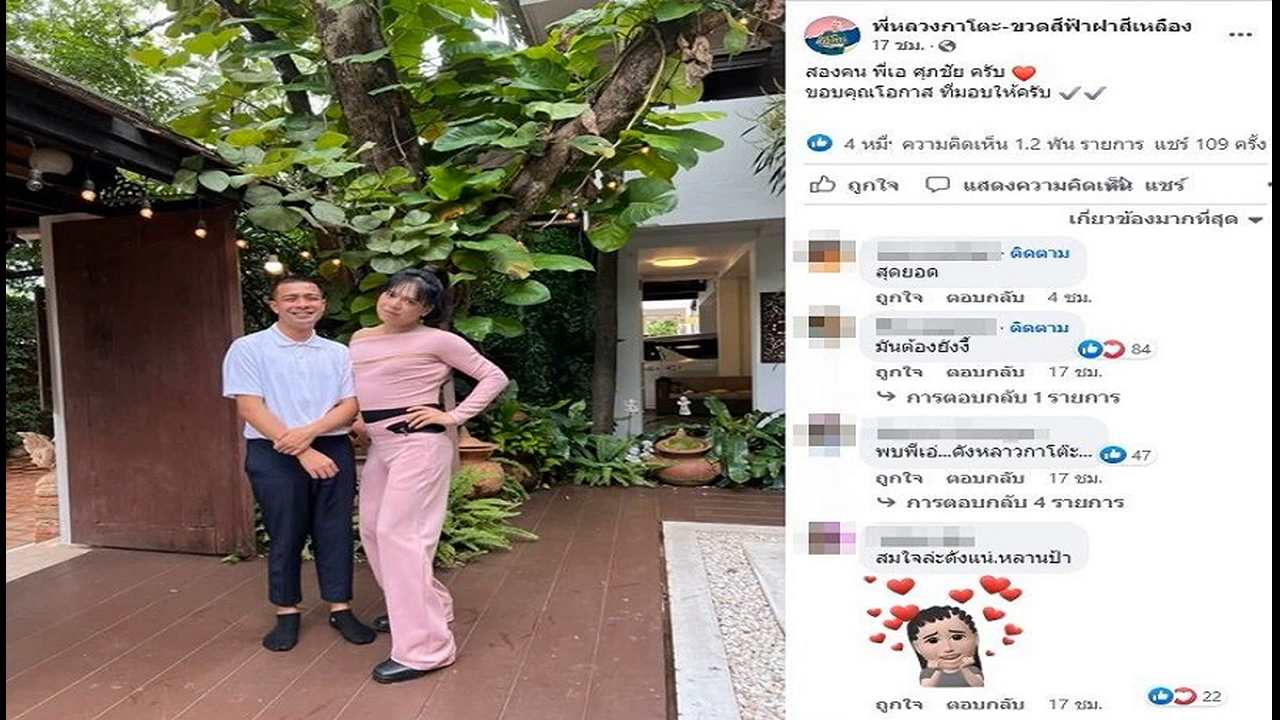 พี่หลวงกาโตะ-ขวดสีฟ้าฝาสีเหลือง
17 ชม. ·
สองคน พี่เอ ศุภชัย ครับ
ขอบคุณโอกาส ที่มอบให้ครับ
4 หมื่ ความคิดเห็น 1.2 พัน รายการ แชร์ 109 ครั้ง
ถูกใจ แสดงความคิดเห็น แชร์
เกี่ยวข้องมากที่สุด
· ติดตาม
สุดยอด
ถูกใจ ตอบกลับ 4 ชม.
· ติดตาม
มันต้องยังงี้ 84
ถูกใจ ตอบกลับ 17 ชม.
การตอบกลับ 1 รายการ
พบพี่เอ่...ดังหลาวกาโต๊ะ... 47
ถูกใจ ตอบกลับ 17 ชม.
การตอบกลับ 4 รายการ
สมใจล่ะดังแน่.หลานป้า
ถูกใจ ตอบกลับ 17 ชม. 22